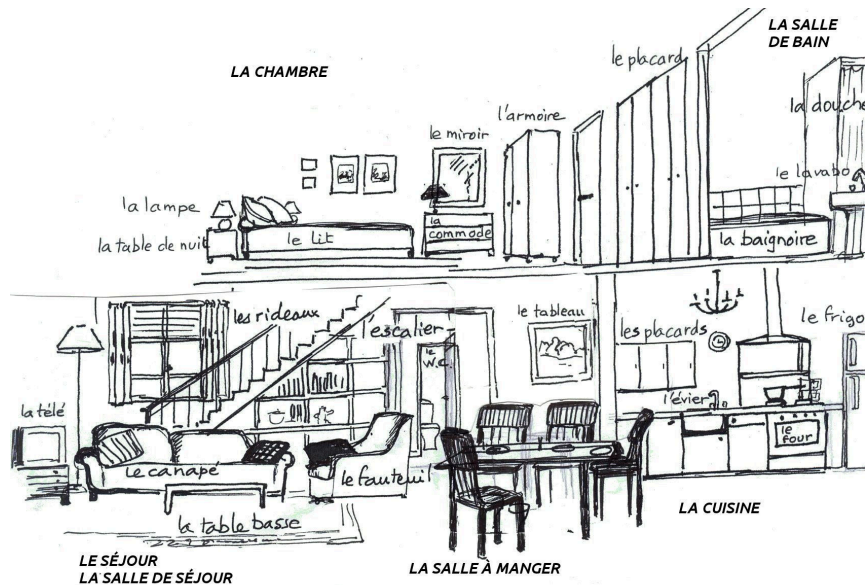 LA SALLE
DE BAIN
LA CHAMBRE
le placard
la douche
l'armoire
le miroir
le lavabo
la lampe
la commode
la table de nuit
le lit
la baignoire
les rideaux
l'escalier
le tableau
les placards
le frigo
le
W.C.
la télé
l'évier
le
four
Le canapé
le fauteuil
la table basse
LA CUISINE
LE SÉJOUR
LA SALLE DE SÉJOUR
LA SALLE À MANGER